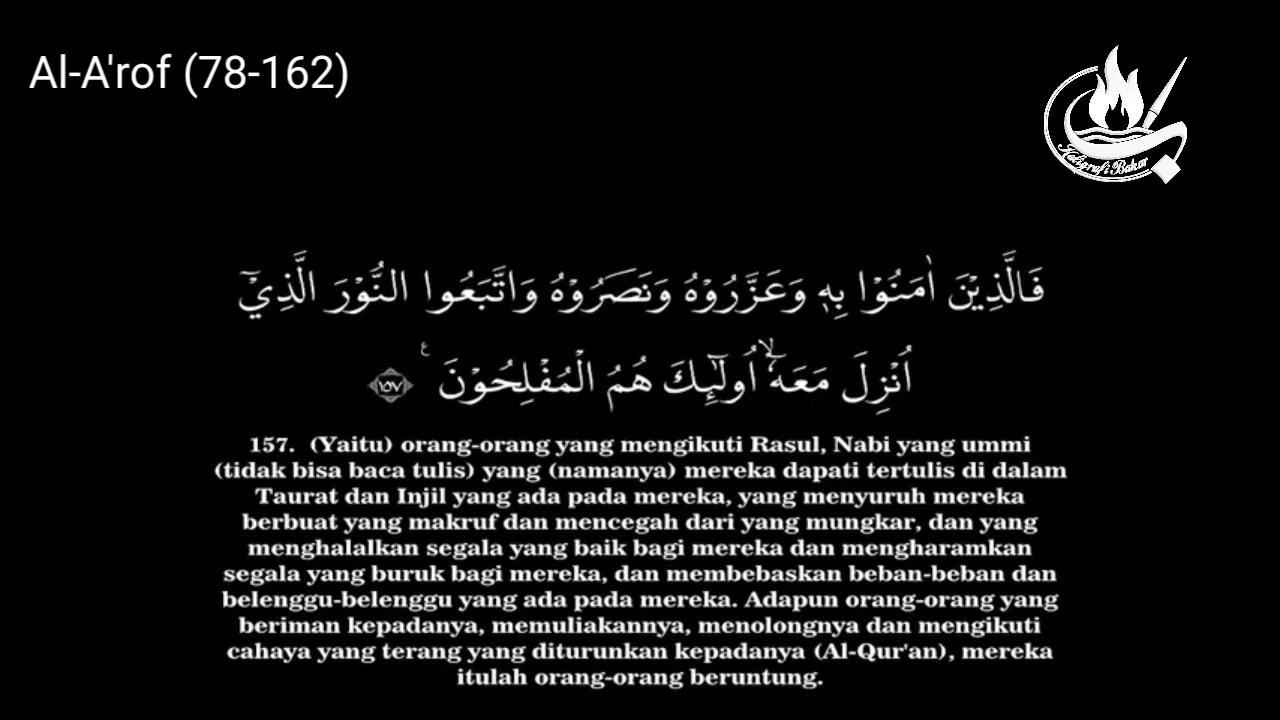 Al-A'rof (78-162)
Kaligrafi Bakar
فَالَّذِيْنَ اٰمَنُوْا بِهٖ وَعَزَّرُوْهُ وَنَصَرُوْهُ وَاتَّبَعُوا النُّوْرَ الَّذِيْٓ
اُنْزِلَ مَعَهٗٓ ۙاُولٰۤىِٕكَ هُمُ الْمُفْلِحُوْنَ ࣖ ١٥٧
157. (Yaitu) orang-orang yang mengikuti Rasul, Nabi yang ummi
(tidak bisa baca tulis) yang (namanya) mereka dapati tertulis di dalam
Taurat dan Injil yang ada pada mereka, yang menyuruh mereka
berbuat yang makruf dan mencegah dari yang mungkar, dan yang
menghalalkan segala yang baik bagi mereka dan mengharamkan
segala yang buruk bagi mereka, dan membebaskan beban-beban dan
belenggu-belenggu yang ada pada mereka. Adapun orang-orang yang
beriman kepadanya, memuliakannya, menolongnya dan mengikuti
cahaya yang terang yang diturunkan kepadanya (Al-Qur'an), mereka
itulah orang-orang beruntung.